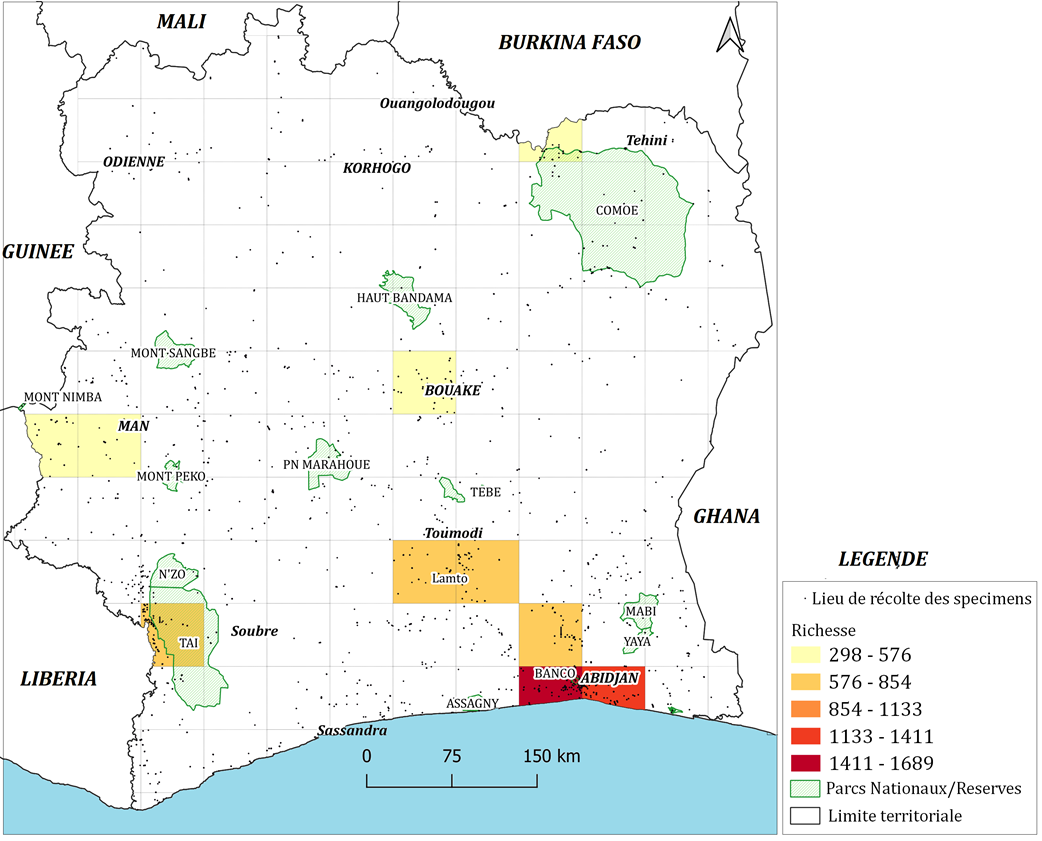 MALI
BURKINA FASO
Ouangolodougou
Tehini
ODIENNE
KORHOGO
COMOE
GUINEE
HAUT BANDAMA
MONT SANGBE
BOUAKE
MONT NIMBA
MAN
PN MARAHOUE
MONT PEKO
TEBE
GHANA
Toumodi
LEGENDE
N'ZO
Lamto
Lieu de récolte des specimens
MABI
Soubre
Richesse
TAI
YAYA
298 - 576
LIBERIA
BANCO
ABIDJAN
576 - 854
ASSAGNY
854 - 1133
Sassandra
1133 - 1411
0 75 150 km
1411 - 1689
Parcs Nationaux/Reserves
Limite territoriale